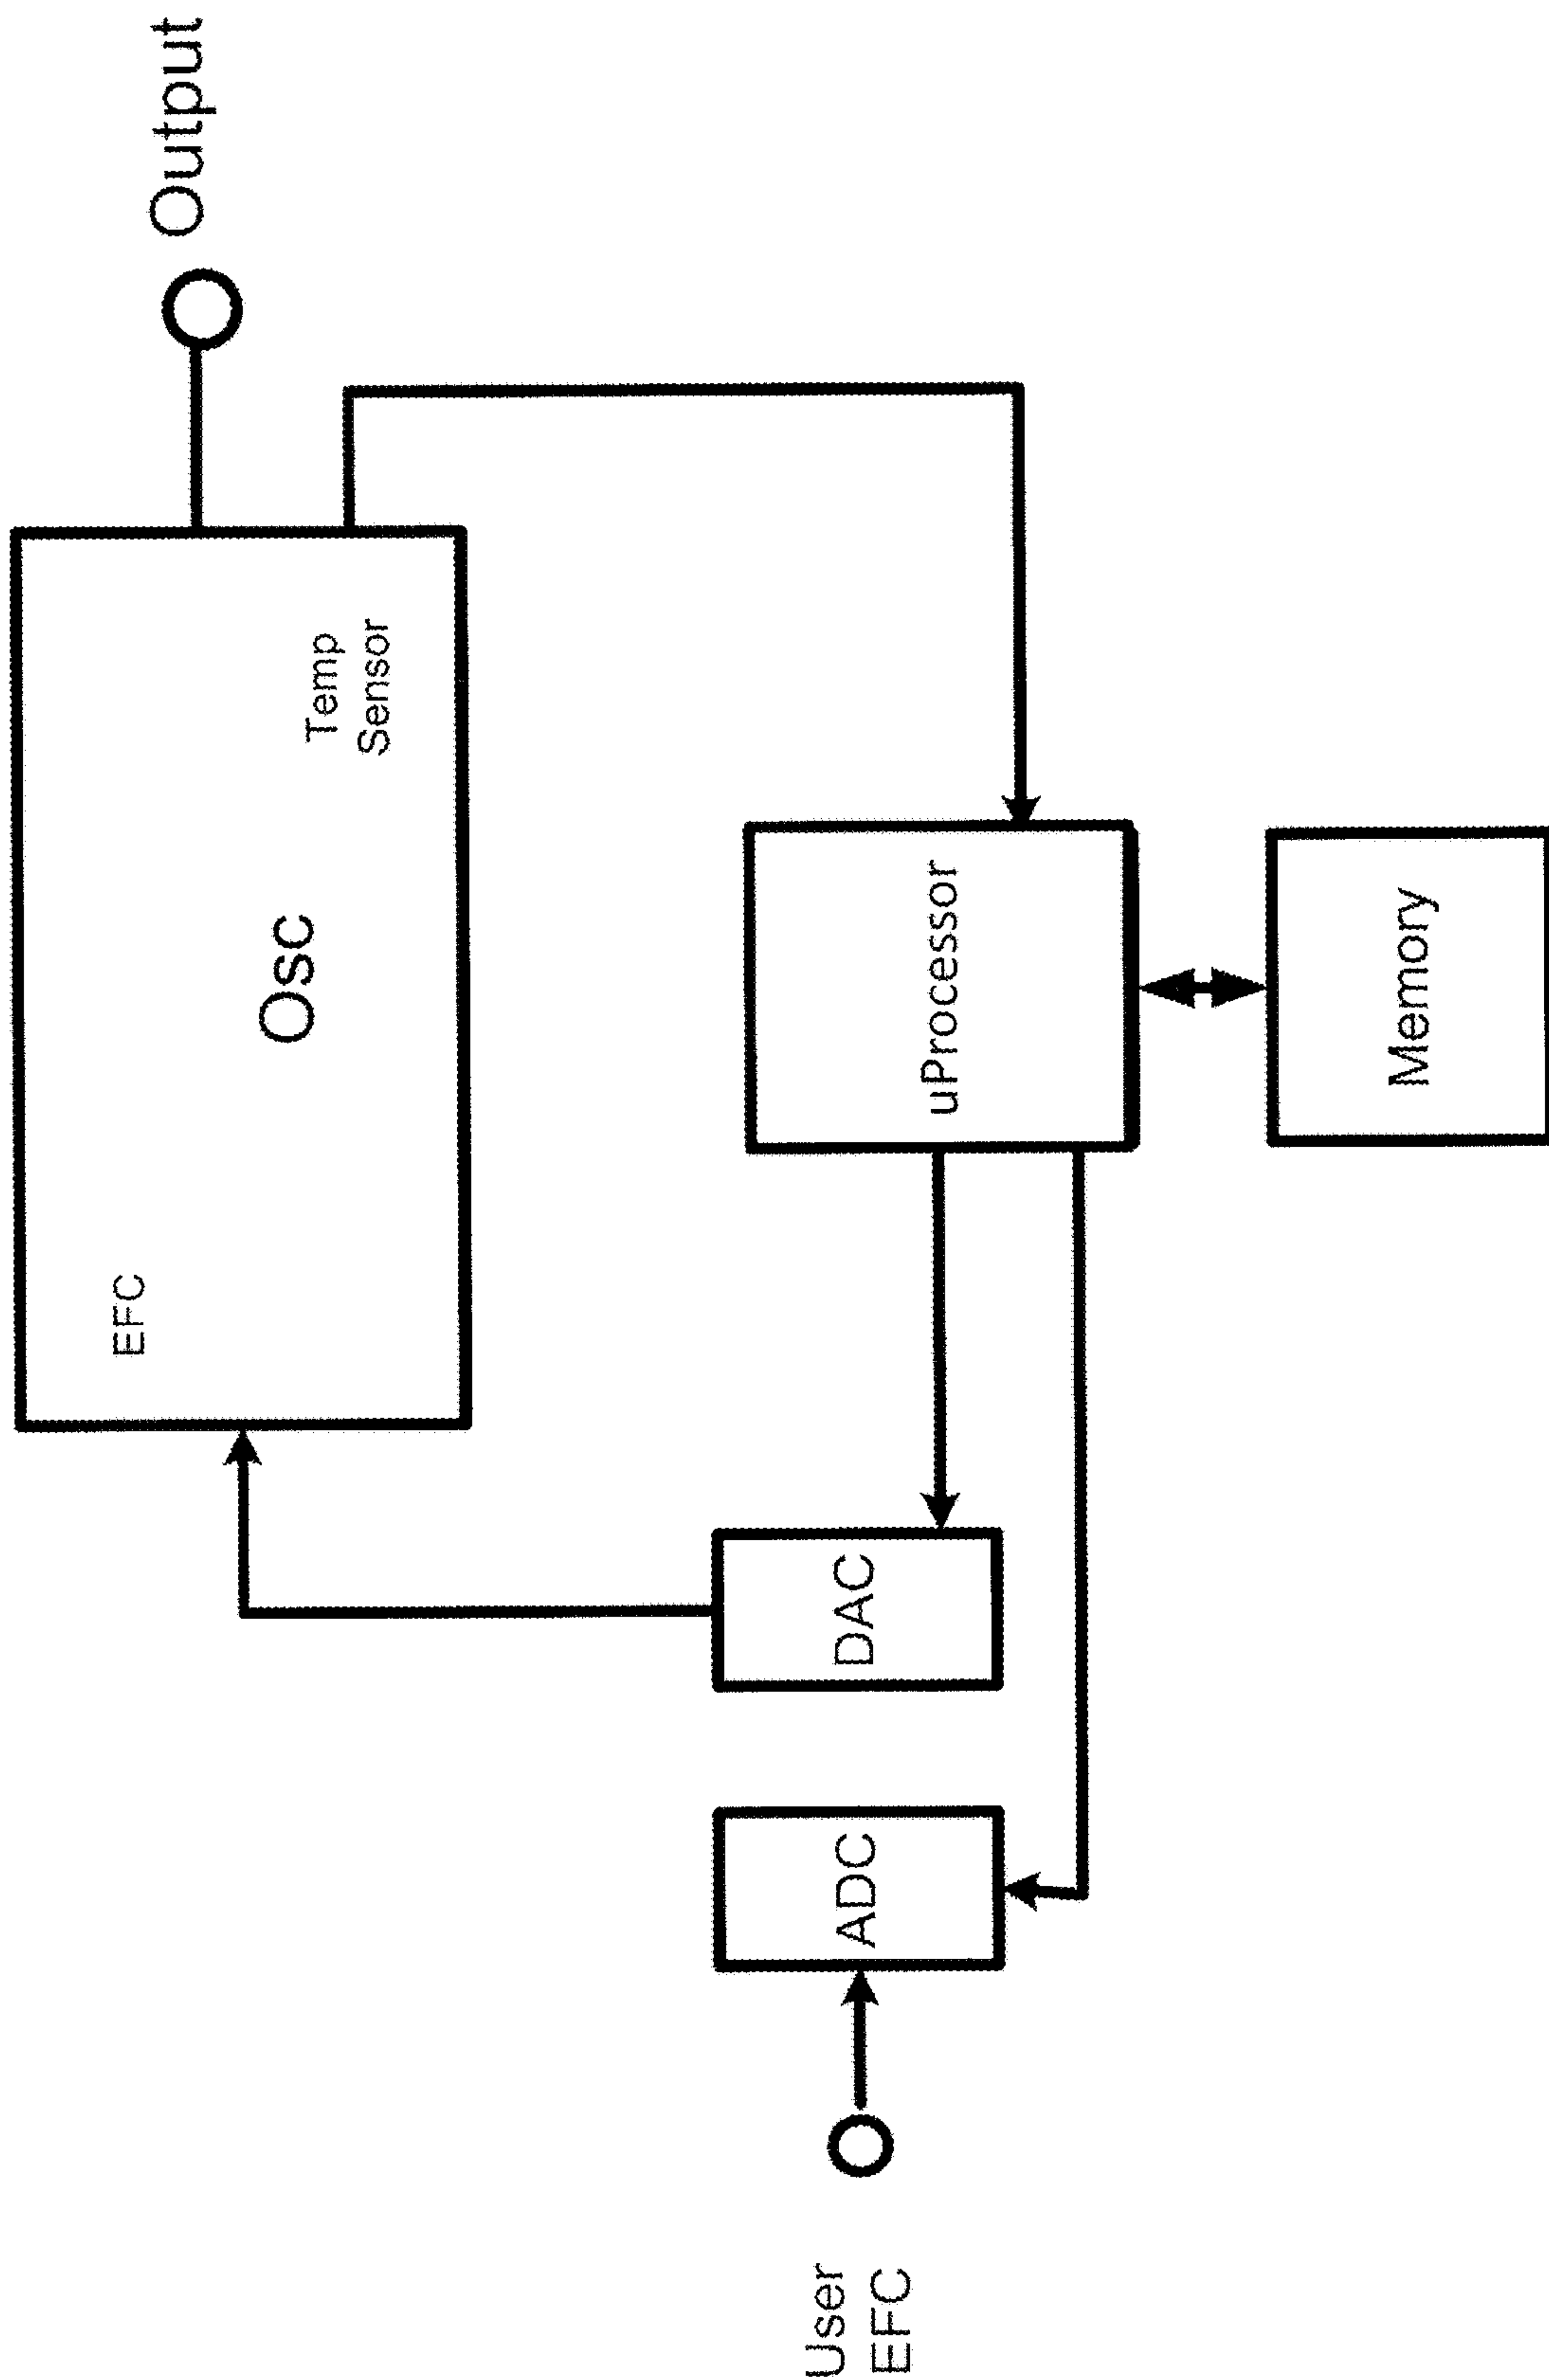 Output
EFC
Osc
Temp
Sensor
User
EFC
ADC
DAC
uProcessor
Memory